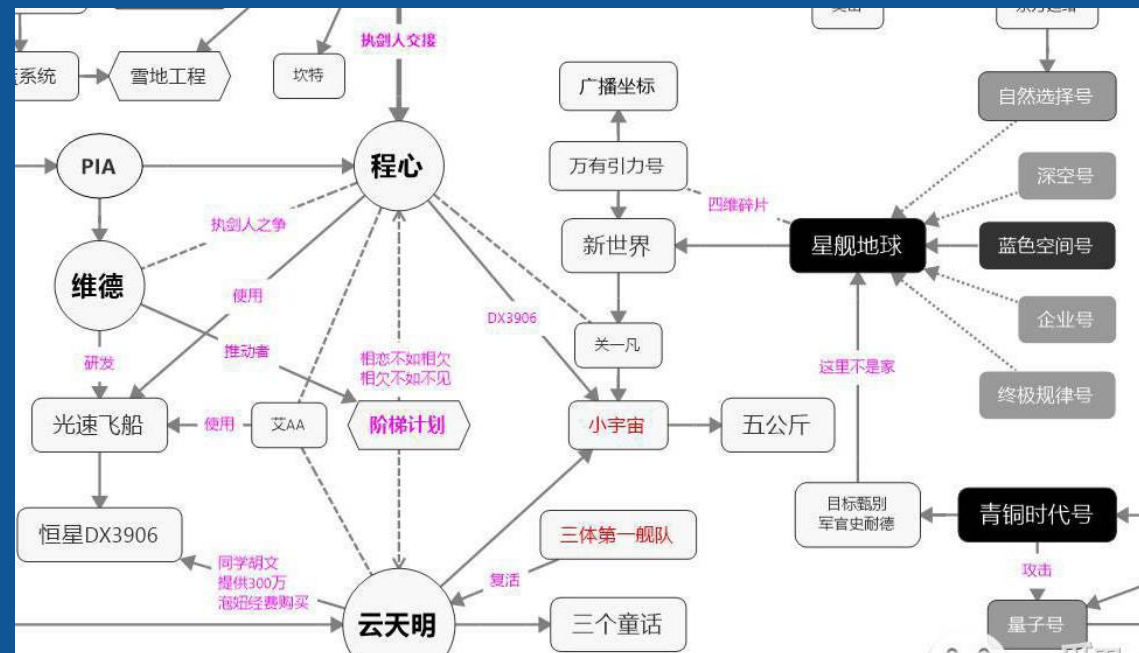 执剑人交接
系统
雪地工程
坎特
广播坐标
自然选择号
PIA
程心
万有引力号
深空号
四维碎片
执剑人之争
新世界
星舰地球
蓝色空间号
维德
使用
DX3906
企业号
关一凡
研发
推动者
相恋不如相欠
相欠不如不见
这里不是家
终极规律号
光速飞船
使用
艾AA
阶梯计划
小宇宙
五公斤
目标甄别
军官史耐德
青铜时代号
恒星DX3906
三体第一舰队
同学胡文
提供300万
泡妞经费购买
复活
攻击
云天明
三个童话
量子号